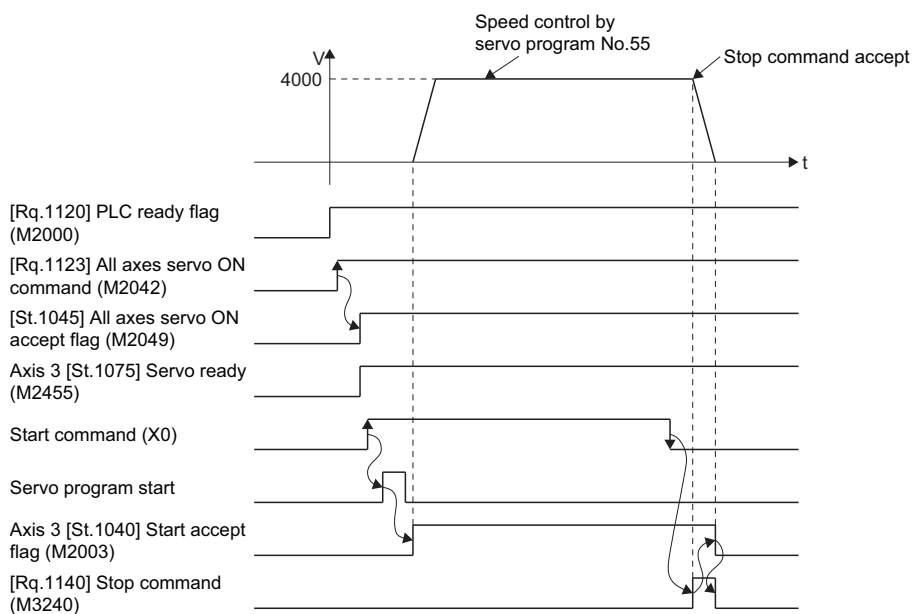 Speed control by
servo program No.55
V
Stop command accept
4000
t
[Rq.1120] PLC ready flag
(M2000)
[Rq.1123] All axes servo ON
command (M2042)
[St.1045] All axes servo ON
accept flag (M2049)
Axis 3 [St.1075] Servo ready
(M2455)
Start command (X0)
Servo program start
Axis 3 [St.1040] Start accept
flag (M2003)
[Rq.1140] Stop command
(M3240)